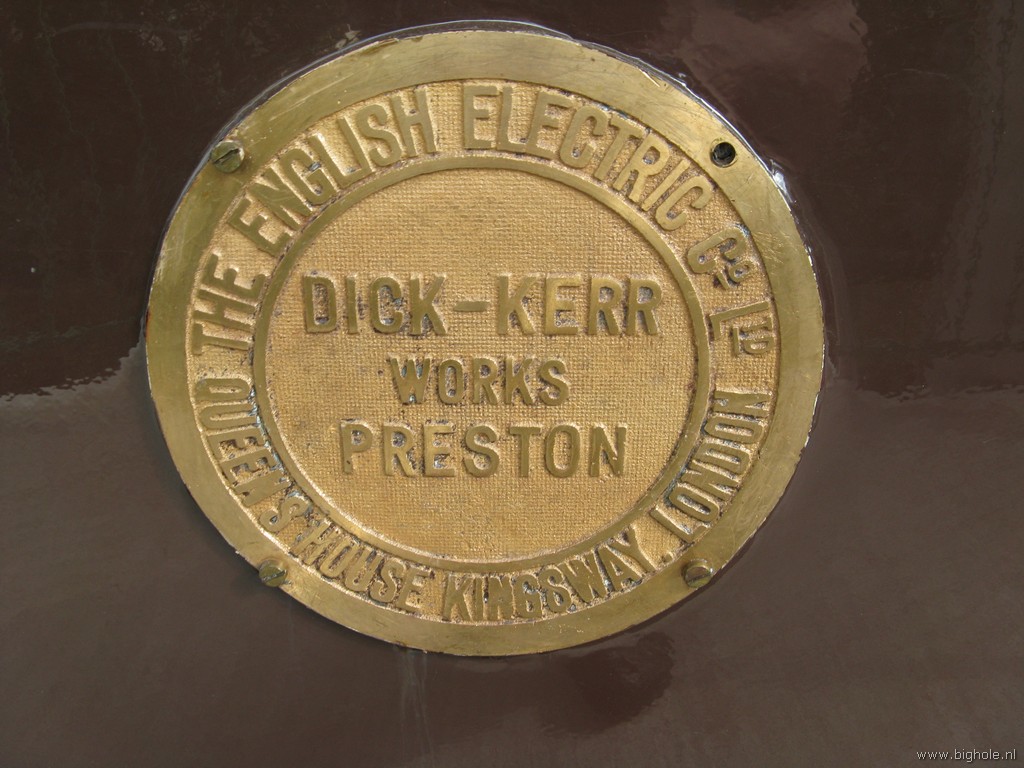 THE ENGLISH ELECTRIC Co LTD
DICK-KERR
WORKS
PRESTON
QUEEN'S HOUSE KINGSWAY. LONDON
www.bighole.nl